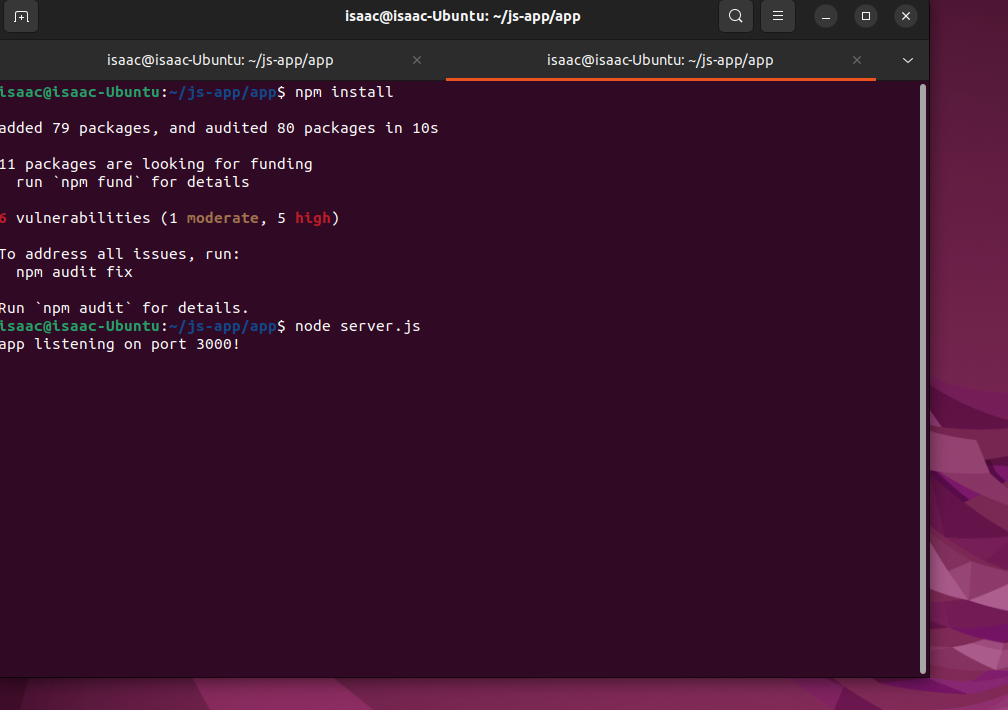 isaac@isaac-Ubuntu: ~/js-app/app
isaac@isaac-Ubuntu: ~/js-app/app
isaac@isaac-Ubuntu: ~/js-app/app
isaac@isaac-Ubuntu:~/js-app/app$ npm install
added 79 packages, and audited 80 packages in 10s
11 packages are looking for funding
run `npm fund` for details
6 vulnerabilities (1 moderate, 5 high)
To address all issues, run:
npm audit fix
Run `npm audit` for details.
isaac@isaac-Ubuntu:~/js-app/app$ node server.js
app listening on port 3000!